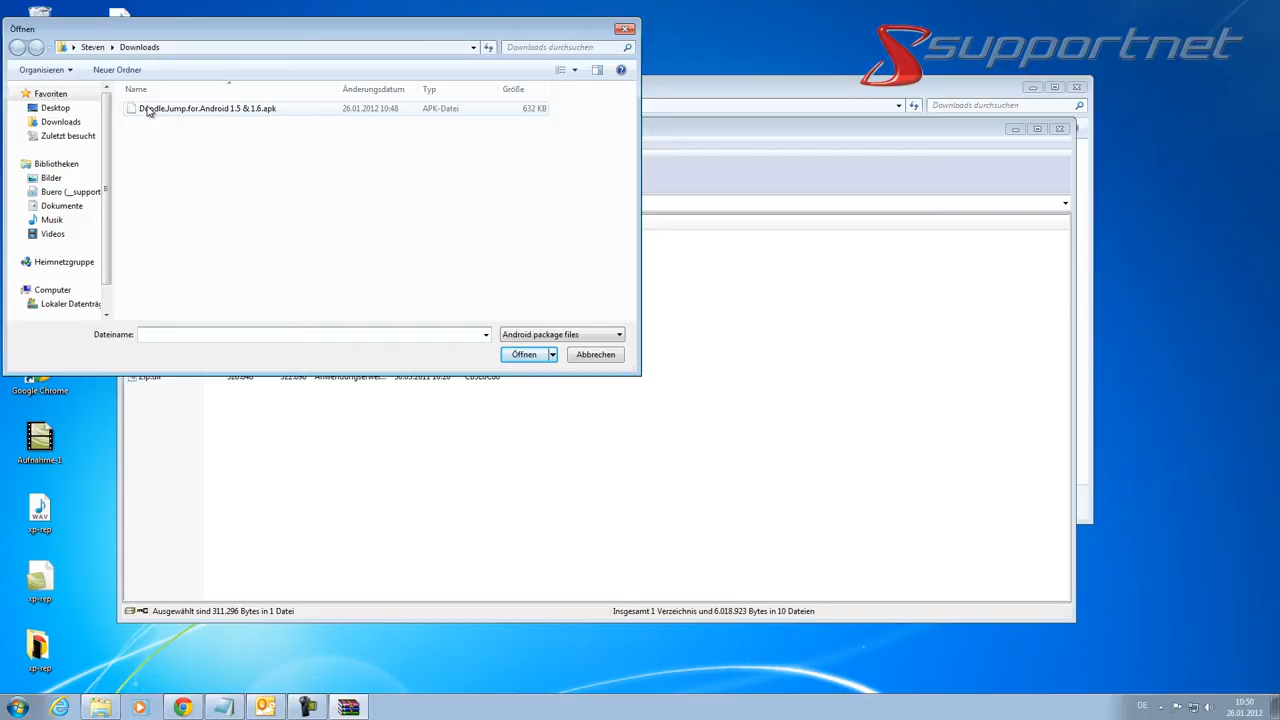 Öffnen
supportnet
Steven Downloads
Downloads durchsuchen
Organisieren
Neuer Ordner
Name
Änderungsdatum
Typ
Größe
DoodleJump.for.Android 1.5 & 1.6.apk
26.01.2012 10:48
APK-Datei
632 KB
Downloads durchsuchen
Favoriten
Desktop
Downloads
Zuletzt besucht
Bibliotheken
Bilder
Buero (__support
Dokumente
Musik
Videos
Heimnetzgruppe
Computer
Lokaler Datenträg
Dateiname:
Android package files
Öffnen
Abbrechen
Google Chrome
Aufnahme-1
xp-rep
xp-rep
xp-rep
Ausgewählt sind 311.296 Bytes in 1 Datei
Insgesamt 1 Verzeichnis und 6.018.923 Bytes in 10 Dateien
DE
10:50
26.01.2012